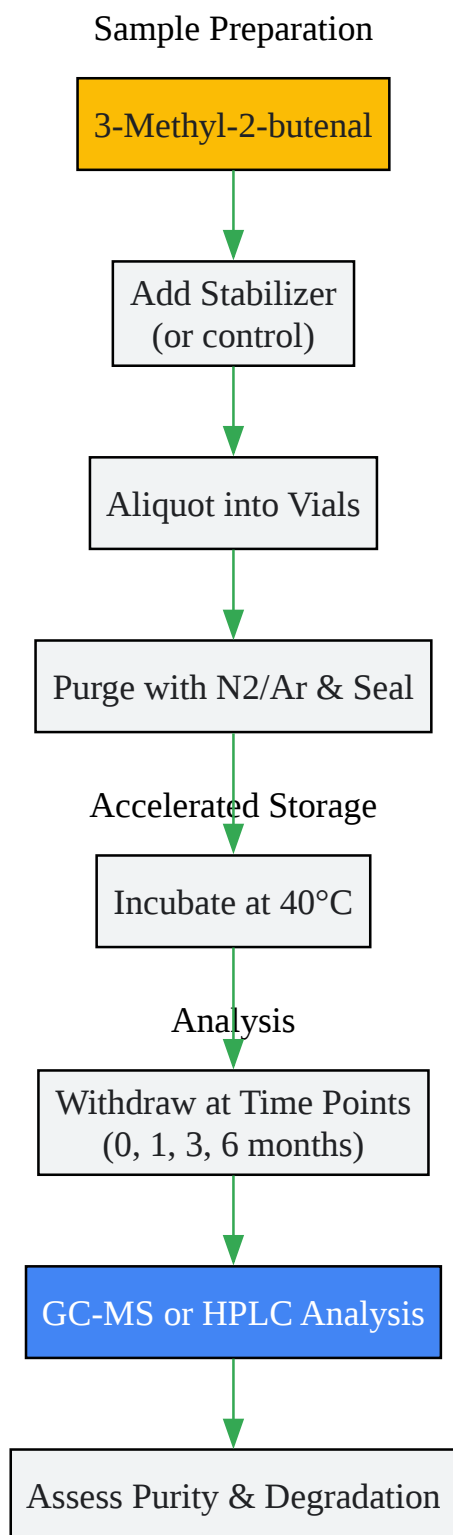 Sample Preparation
3-Methyl-2-butenal
Add Stabilizer
(or control)
Aliquot into Vials
Purge with N2/Ar & Seal
Accelerated Storage
Incubate at 40°C
Analysis
Withdraw at Time Points
(0, 1, 3, 6 months)
GC-MS or HPLC Analysis
Assess Purity & Degradation